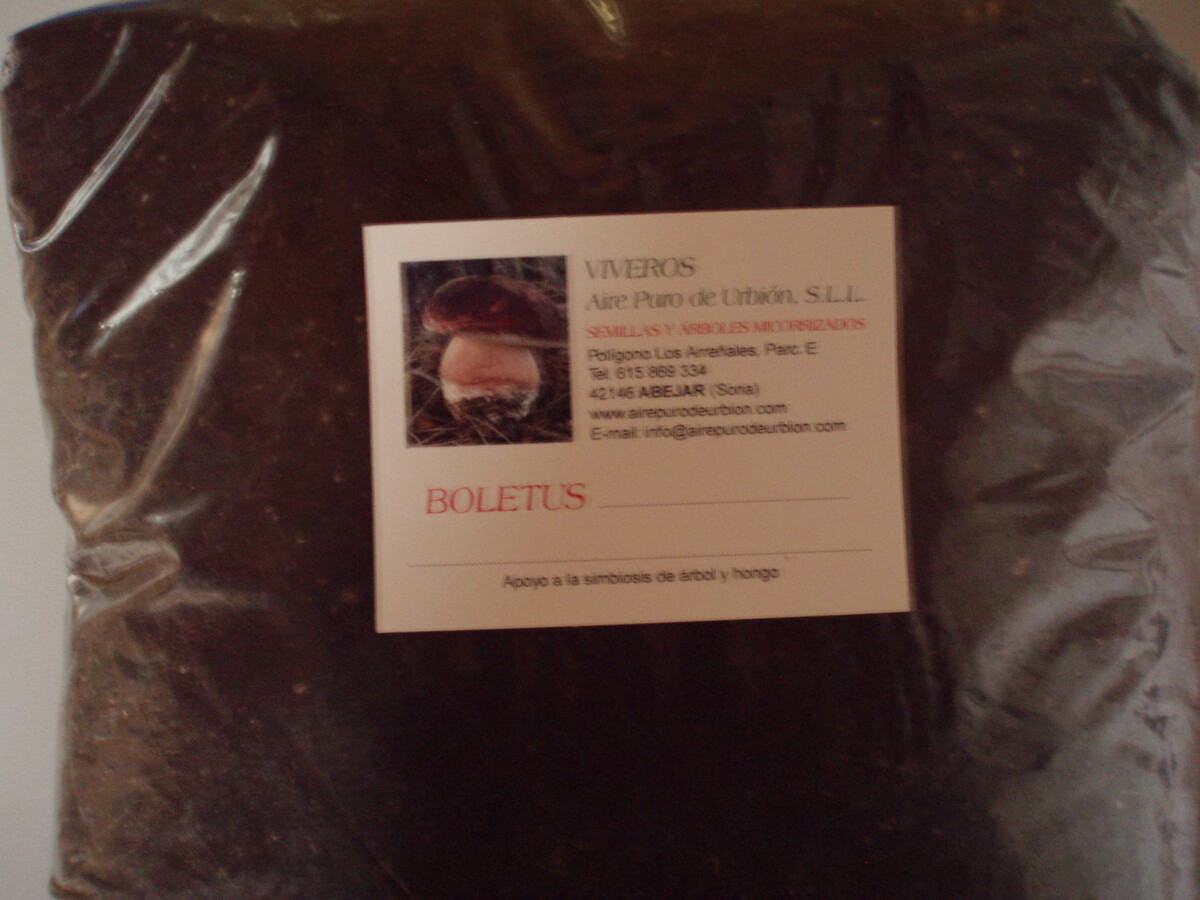 VIVEROS
Aire Puro de Urbión, S.L.L.
SEMILLAS Y ÁRBOLES MICORRIZADOS
Polígono Los Arreñales, Parc. E
Tel. 615 869 334
42146 ABEJAR (Soria)
www.airepurodeurbion.com
E-mail: info@airepurodeurbion.com
BOLETUS
Apoyo a la simbiosis de árbol y hongo